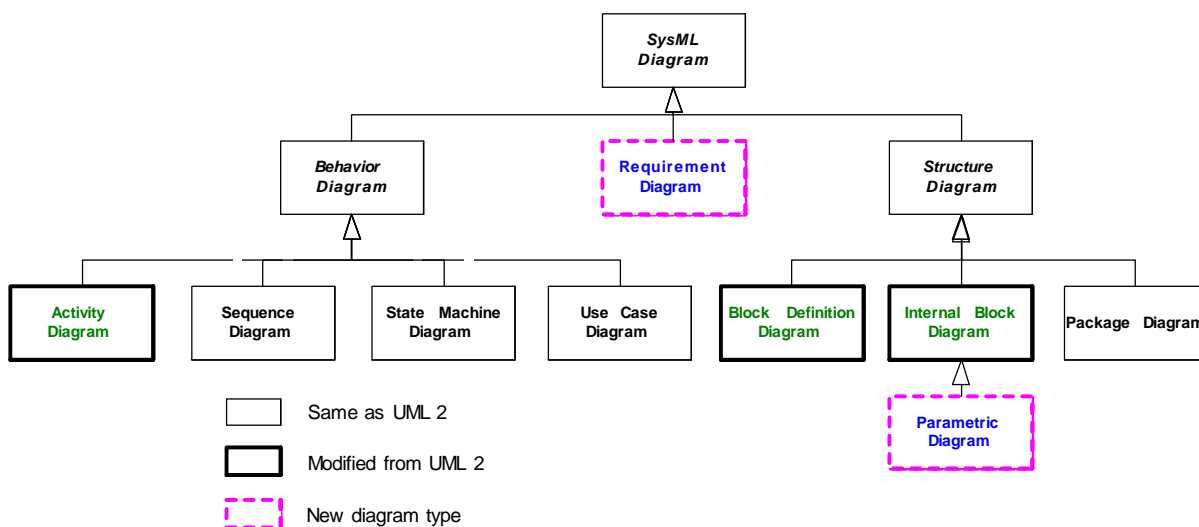 SysML
Diagram
Behavior
Diagram
Requirement
Diagram
Structure
Diagram
Activity
Diagram
Sequence
Diagram
State Machine
Diagram
Use Case
Diagram
Block Definition
Diagram
Internal Block
Diagram
Package Diagram
Parametric
Diagram
Same as UML 2
Modified from UML 2
New diagram type